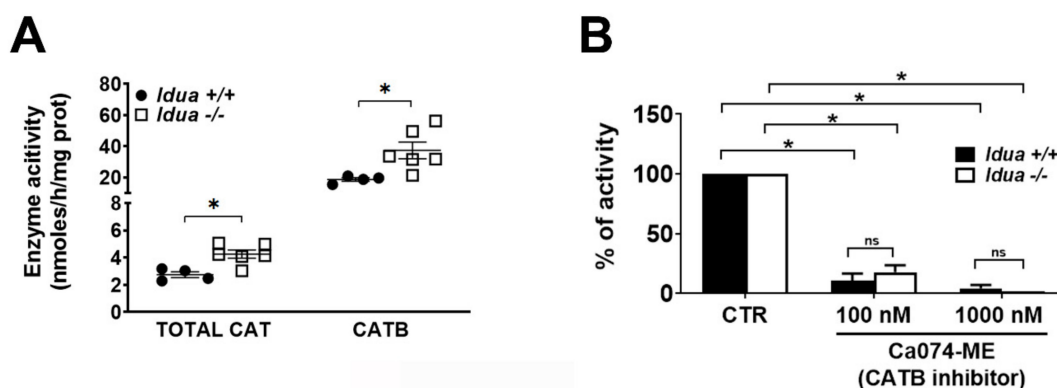 A
Enzyme acitivity
(nmoles/h/mg prot)
80
60
40
20
8
6
4
2
0
Idua +/+
Idua -/-
*
*
TOTAL CAT
CATB
B
% of activity
150
100
50
0
*
*
*
*
Idua +/+
Idua -/-
ns
ns
CTR
100 nM
1000 nM
Ca074-ME
(CATB inhibitor)